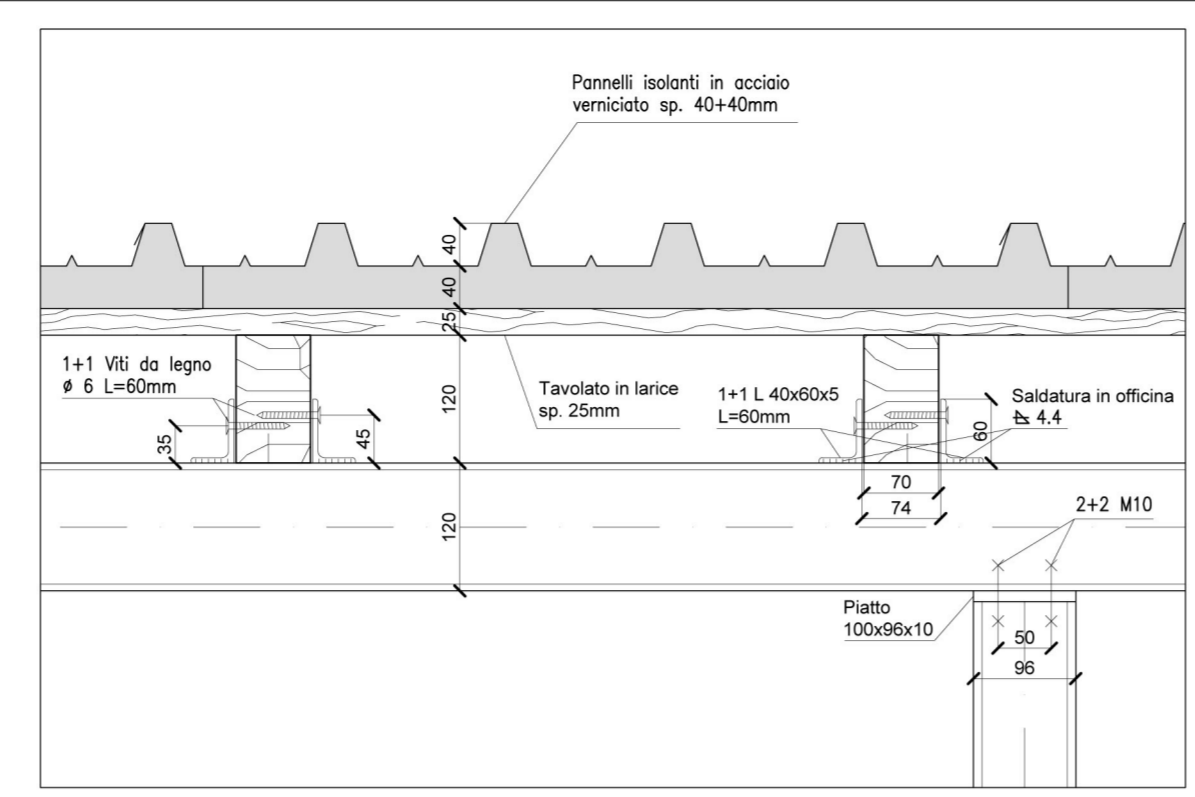 Pannelli isolanti in acciaio
verniciato sp. 40+40mm
40
40
25
1+1 Viti da legno
ø 6 L=60mm
35
45
120
Tavolato in larice
sp. 25mm
1+1 L 40x60x5
L=60mm
Saldatura in officina
4.4
60
70
74
120
2+2 M10
Piatto
100x96x10
50
96